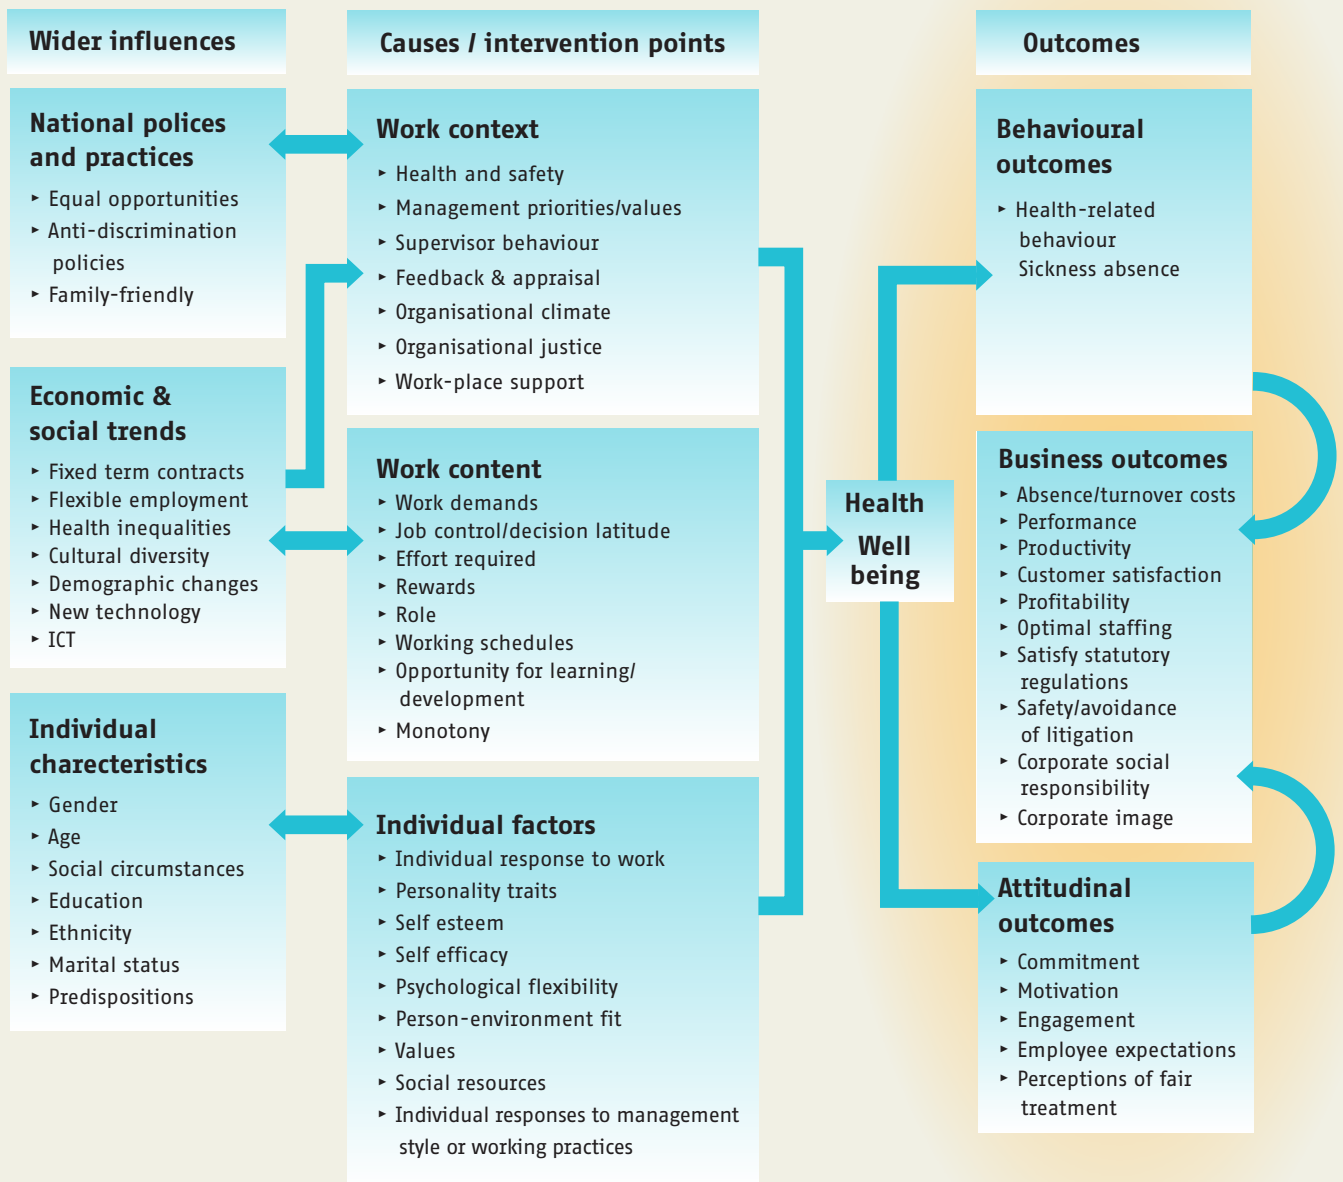 Wider influences
National polices
and practices
▸ Equal opportunities
▸ Anti-discrimination
policies
▸ Family-friendly
Economic &
social trends
▸ Fixed term contracts
▸ Flexible employment
▸ Health inequalities
▸ Cultural diversity
▸ Demographic changes
▸ New technology
▸ ICT
Individual
charecteristics
▸ Gender
▸ Age
▸ Social circumstances
▸ Education
▸ Ethnicity
▸ Marital status
▸ Predispositions
Causes / intervention points
Work context
▸ Health and safety
▸ Management priorities/values
▸ Supervisor behaviour
▸ Feedback & appraisal
▸ Organisational climate
▸ Organisational justice
▸ Work-place support
Work content
▸ Work demands
▸ Job control/decision latitude
▸ Effort required
▸ Rewards
▸ Role
▸ Working schedules
▸ Opportunity for learning/
development
▸ Monotony
Individual factors
▸ Individual response to work
▸ Personality traits
▸ Self esteem
▸ Self efficacy
▸ Psychological flexibility
▸ Person-environment fit
▸ Values
▸ Social resources
▸ Individual responses to management
style or working practices
Health
Well
being
Outcomes
Behavioural
outcomes
▸ Health-related
behaviour
Sickness absence
Business outcomes
▸ Absence/turnover costs
▸ Performance
▸ Productivity
▸ Customer satisfaction
▸ Profitability
▸ Optimal staffing
▸ Satisfy statutory
regulations
▸ Safety/avoidance
of litigation
▸ Corporate social
responsibility
▸ Corporate image
Attitudinal
outcomes
▸ Commitment
▸ Motivation
▸ Engagement
▸ Employee expectations
▸ Perceptions of fair
treatment